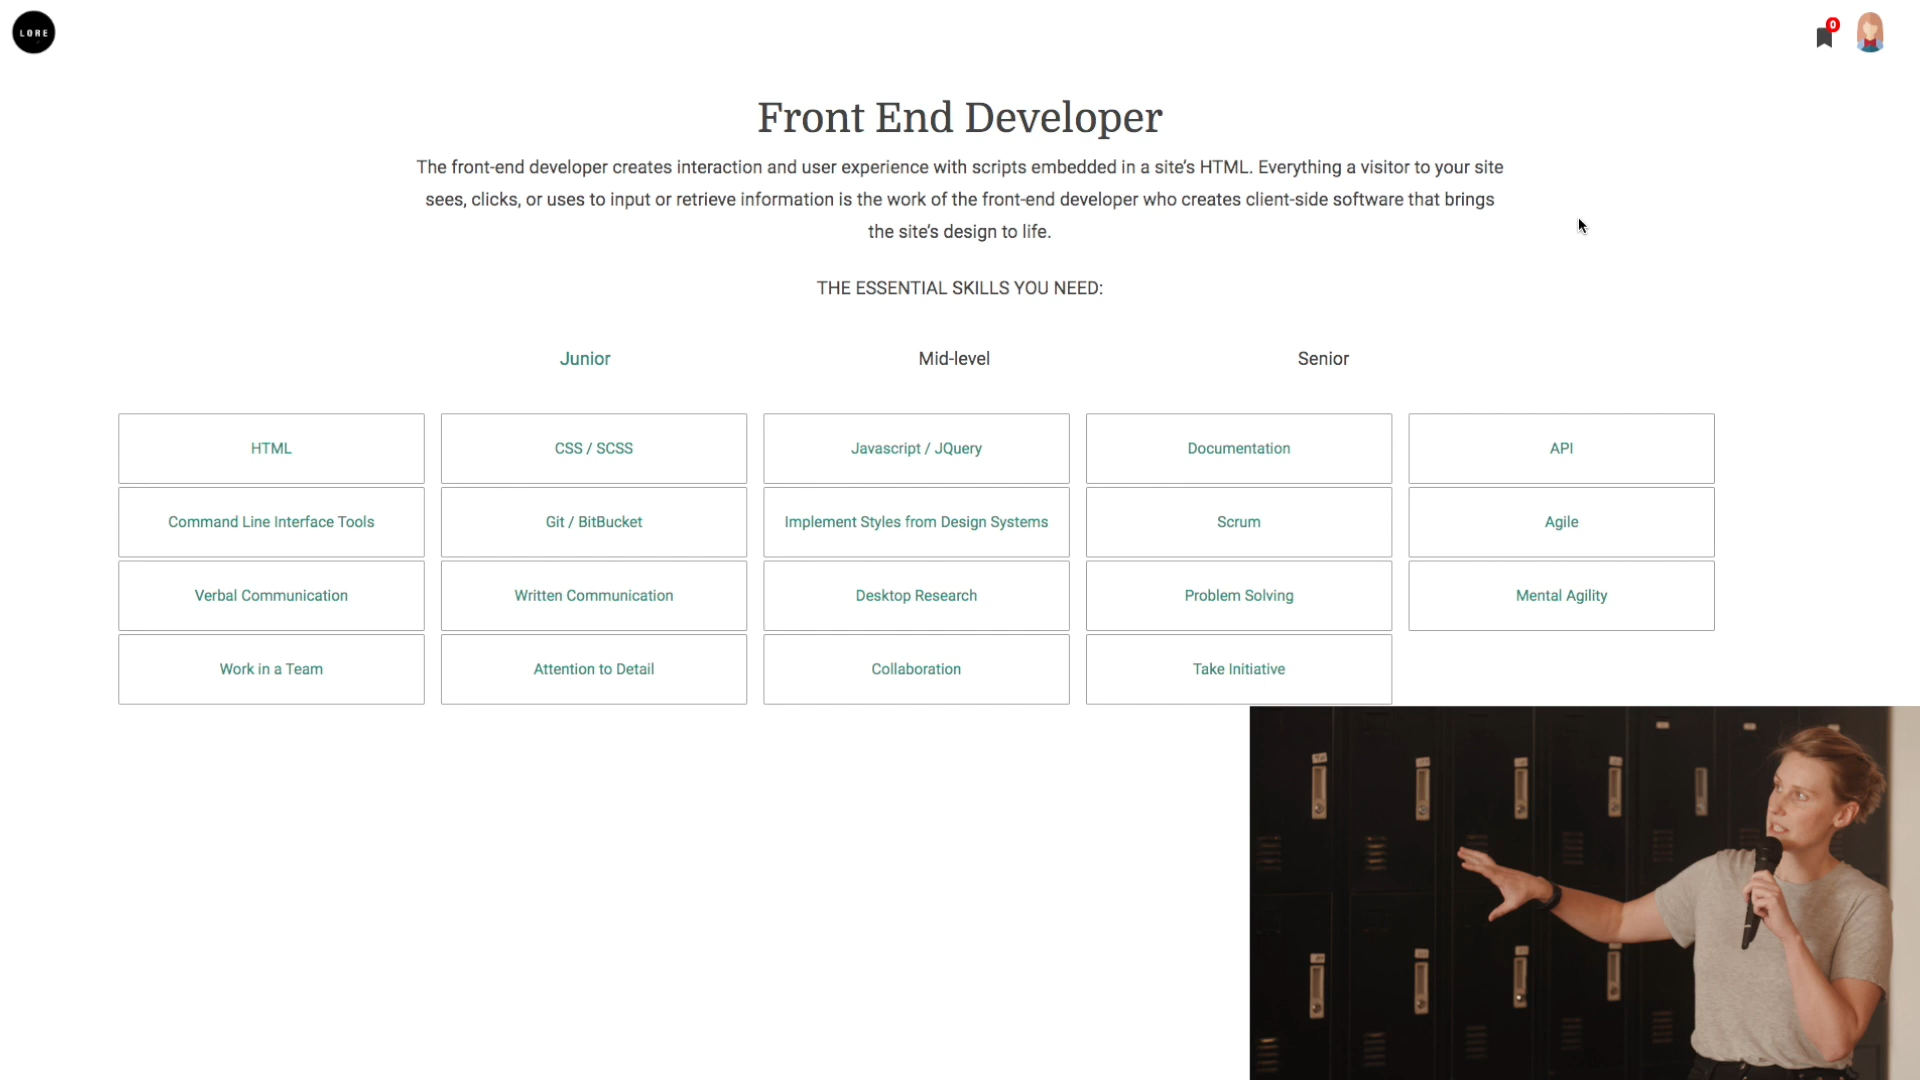 LORE
0
Front End Developer
The front-end developer creates interaction and user experience with scripts embedded in a site's HTML. Everything a visitor to your site
sees, clicks, or uses to input or retrieve information is the work of the front-end developer who creates client-side software that brings
the site's design to life.
THE ESSENTIAL SKILLS YOU NEED:
Junior Mid-level Senior
HTML CSS / SCSS Javascript / JQuery Documentation API
Command Line Interface Tools Git / BitBucket Implement Styles from Design Systems Scrum Agile
Verbal Communication Written Communication Desktop Research Problem Solving Mental Agility
Work in a Team Attention to Detail Collaboration Take Initiative